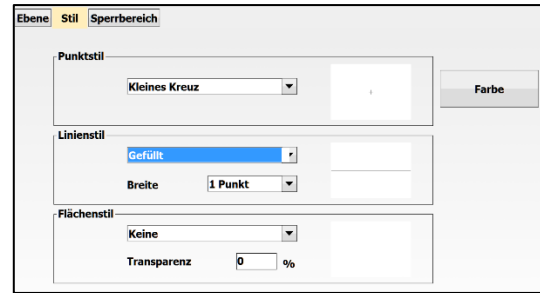 Ebene Stil Sperrbereich
Punktstil
Kleines Kreuz
Farbe
Linienstil
Gefüllt
Breite 1 Punkt
Flächenstil
Keine
Transparenz 0 %